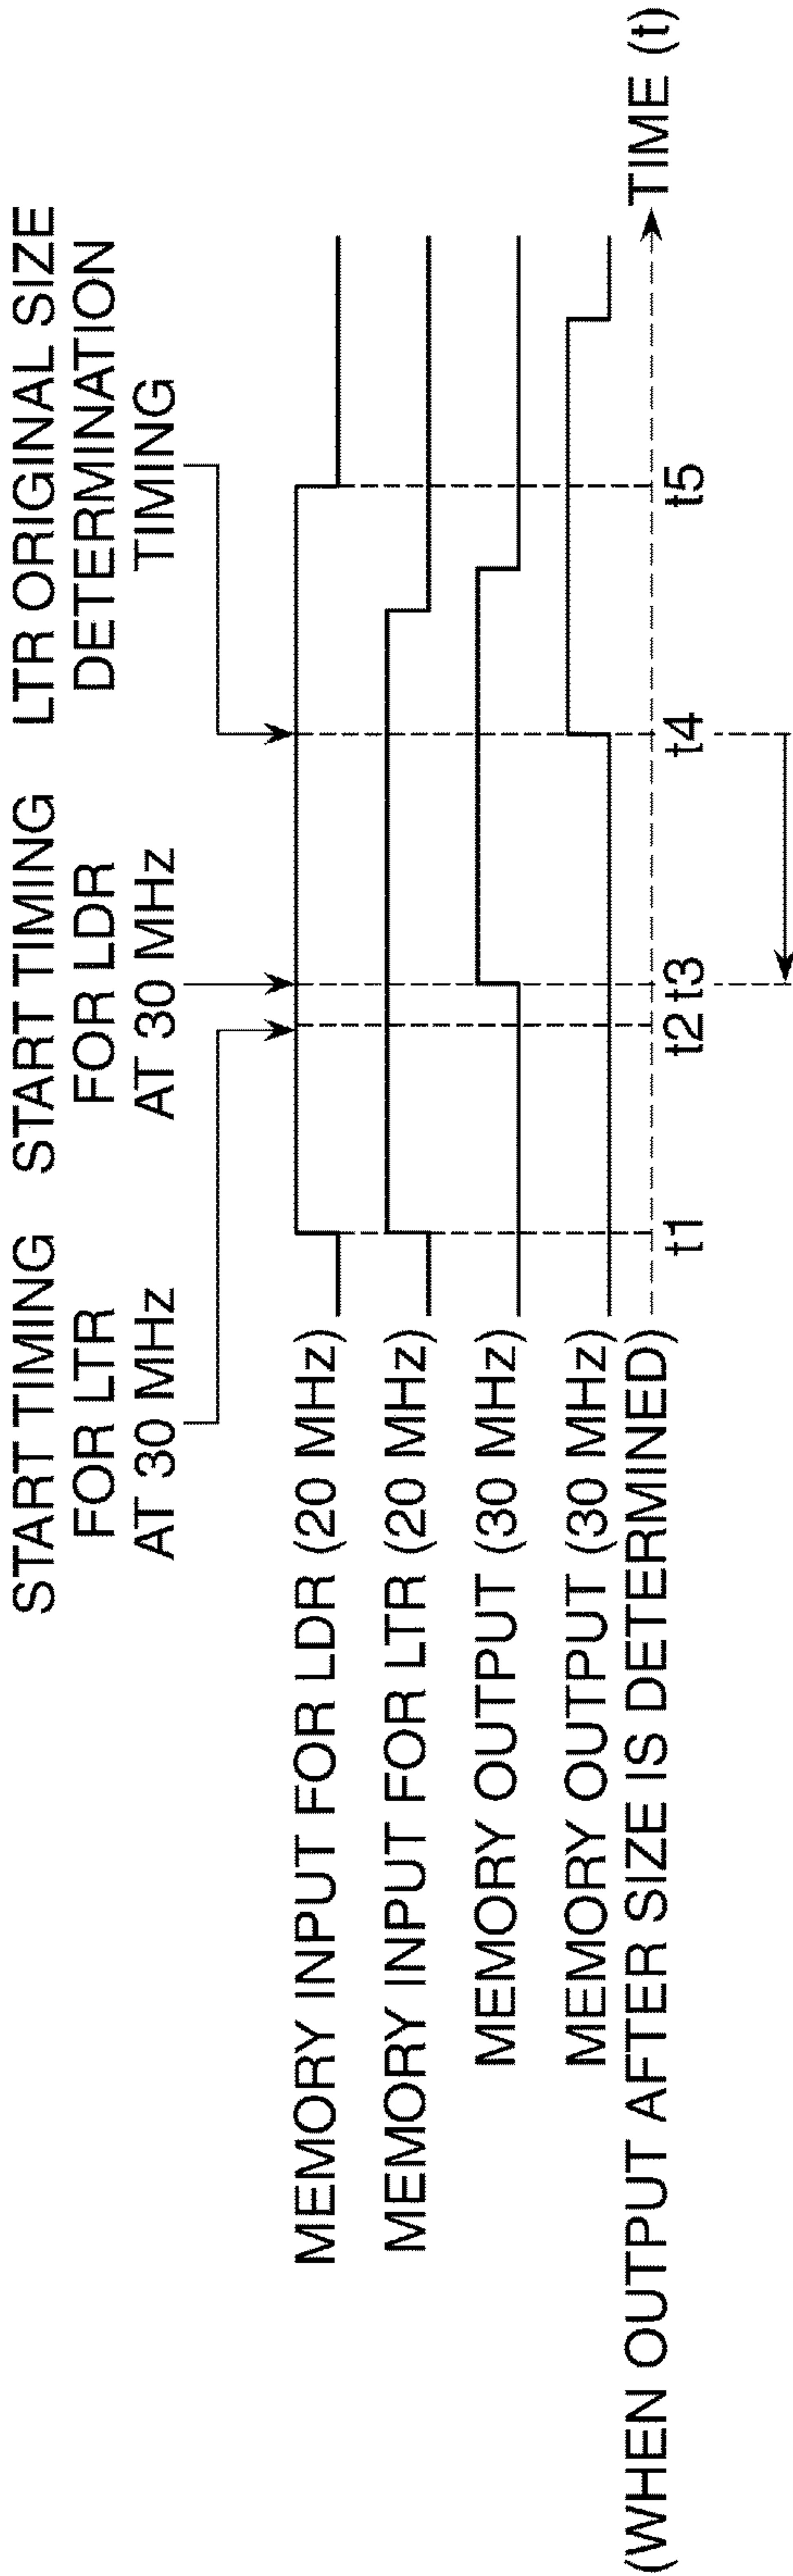 START TIMING
FOR LTR
AT 30 MHz
START TIMING
FOR LDR
AT 30 MHz
LTR ORIGINAL SIZE
DETERMINATION
TIMING
MEMORY INPUT FOR LDR (20 MHz)
MEMORY INPUT FOR LTR (20 MHz)
MEMORY OUTPUT (30 MHz)
MEMORY OUTPUT (30 MHz)
(WHEN OUTPUT AFTER SIZE IS DETERMINED)
TIME (t)
t1
t2
t3
t4
t5